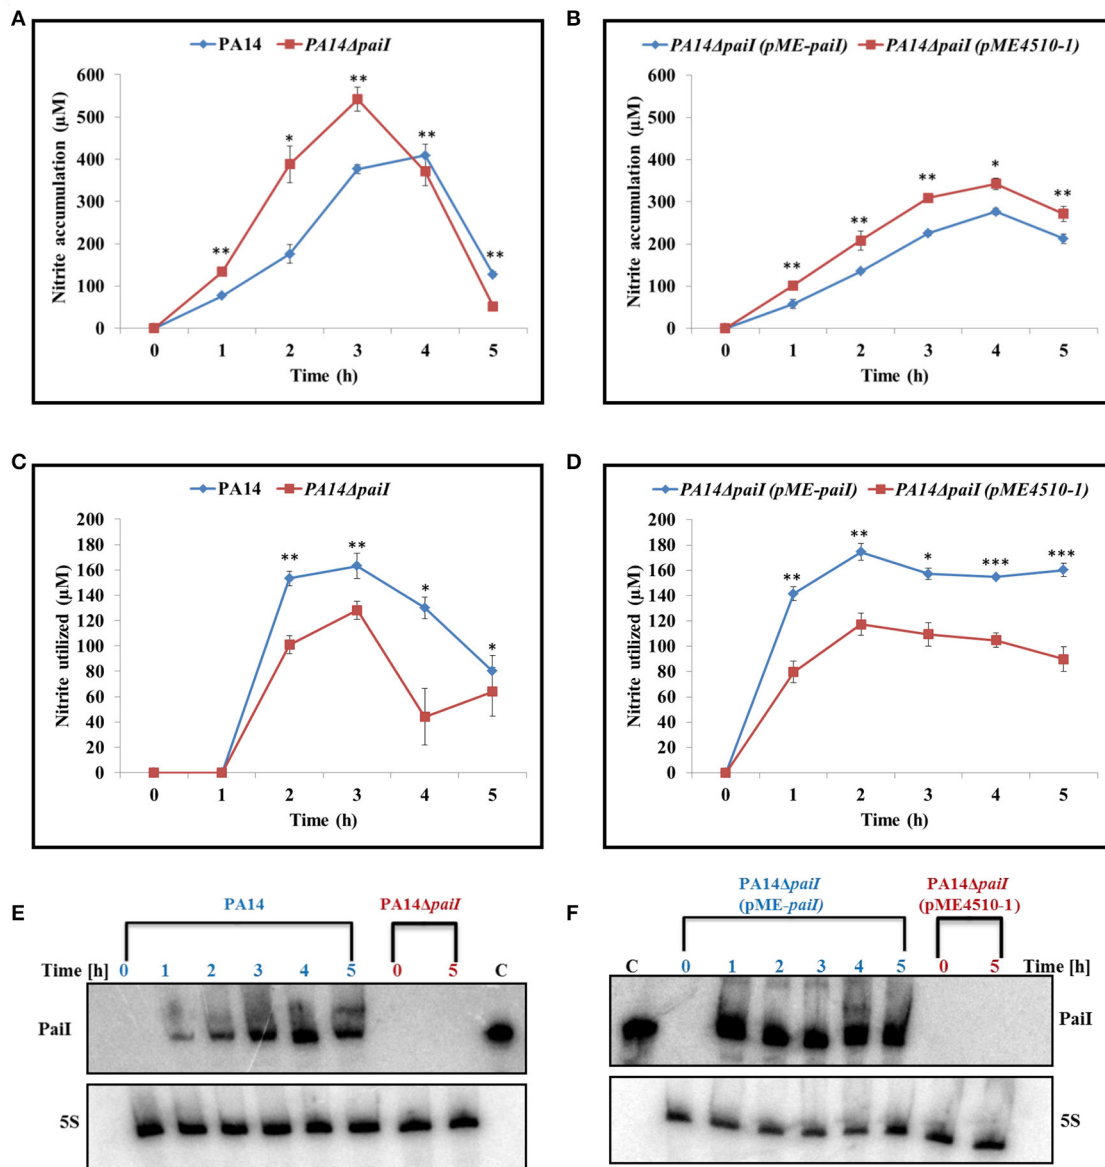 A
PA14 PA14ΔpaiI
Nitrite accumulation (µM)
600
500
400
300
200
100
0
** * ** ** **
0 1 2 3 4 5
Time (h)
B
PA14ΔpaiI (pME-paiI) PA14ΔpaiI (pME4510-1)
Nitrite accumulation (µM)
600
500
400
300
200
100
0
** ** ** * **
0 1 2 3 4 5
Time (h)
C
PA14 PA14ΔpaiI
Nitrite utilized (µM)
200
180
160
140
120
100
80
60
40
20
0
** ** * *
0 1 2 3 4 5
Time (h)
D
PA14ΔpaiI (pME-paiI) PA14ΔpaiI (pME4510-1)
Nitrite utilized (µM)
200
180
160
140
120
100
80
60
40
20
0
** ** * *** ***
0 1 2 3 4 5
Time (h)
E
PA14 PA14ΔpaiI
Time [h] 0 1 2 3 4 5 0 5 C
PaiI
5S
F
PA14ΔpaiI PA14ΔpaiI
(pME-paiI) (pME4510-1)
C 0 1 2 3 4 5 0 5 Time [h]
PaiI
5S